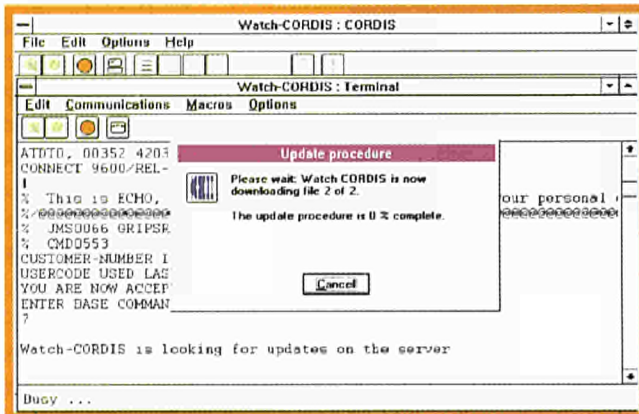 Watch-CORDIS : CORDIS
File Edit Options Help
Watch-CORDIS : Terminal
Edit Communications Macros Options
ATDT0, 00352 4203
CONNECT 9600/REL-
% This is ECHO,
our personal
%/@@@@@@@@@@@@@@@
@@@@@@@@@@@@@@@
% JMS0066 GRIPSR
% CMD0553
CUSTOMER-NUMBER I
USERCODE USED LAS
YOU ARE NOW ACCEP
ENTER BASE COMMAN
?
Watch-CORDIS is looking for updates on the server
Update procedure
Please wait: Watch CORDIS is now
downloading file 2 of 2.
The update procedure is 0 % complete.
Cancel
Busy ...